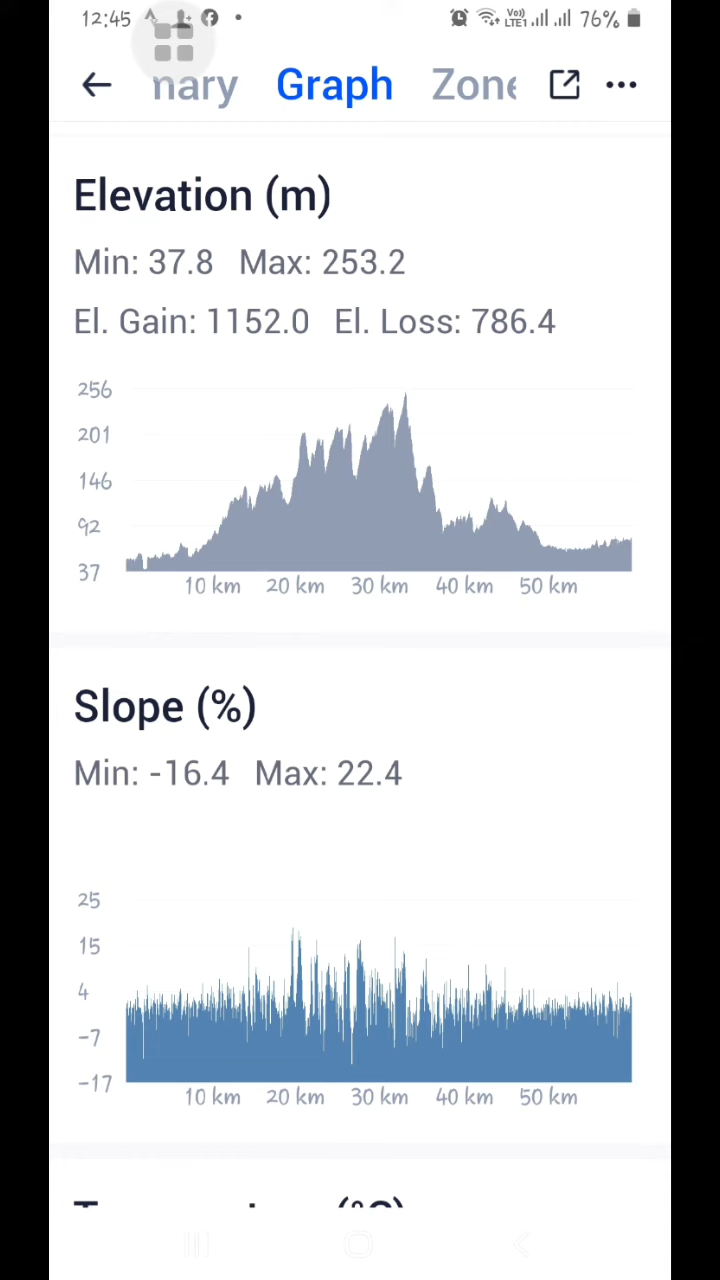 12:45 Vo)) LTE1 76%
nary Graph Zone
Elevation (m)
Min: 37.8 Max: 253.2
El. Gain: 1152.0 El. Loss: 786.4
256
201
146
92
37
10 km 20 km 30 km 40 km 50 km
Slope (%)
Min: -16.4 Max: 22.4
25
15
4
-7
-17
10 km 20 km 30 km 40 km 50 km